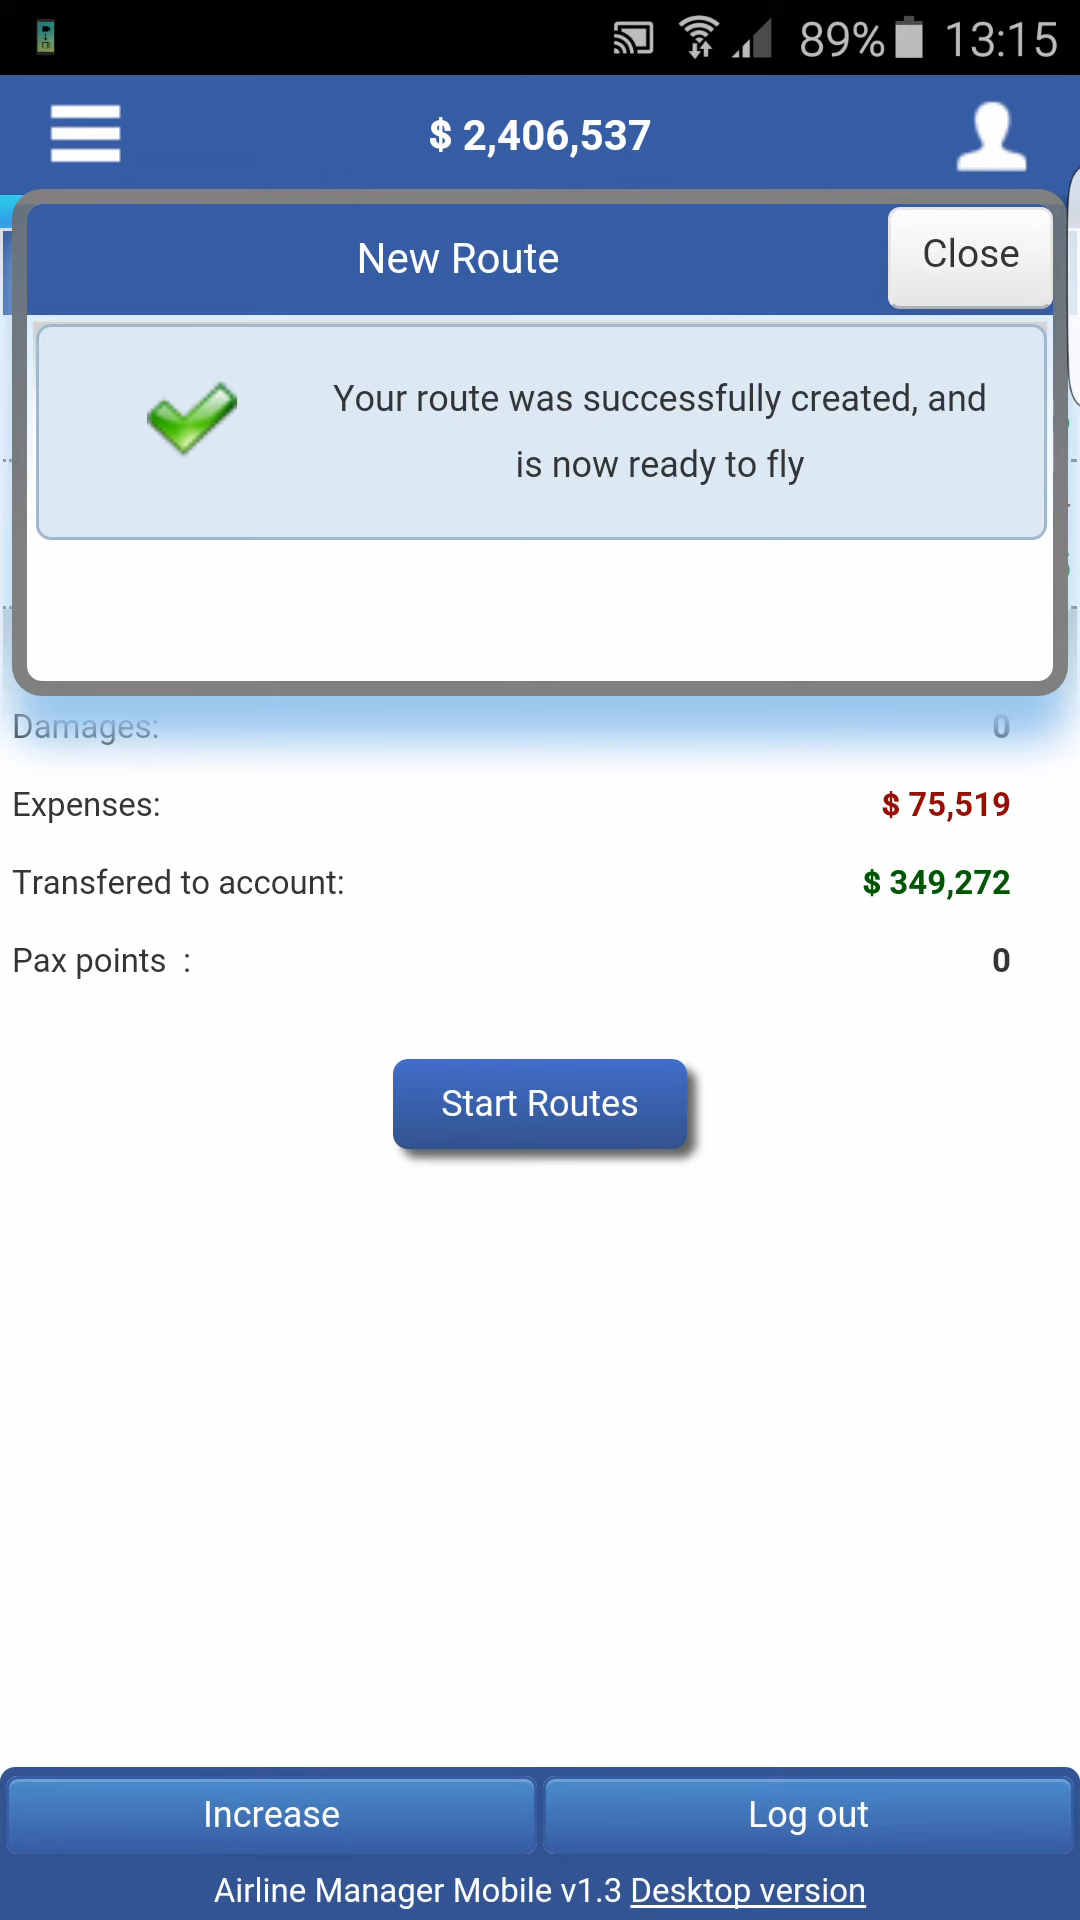 89% 13:15
$ 2,406,537
New Route
Close
Your route was successfully created, and
is now ready to fly
Damages:
0
Expenses:
$ 75,519
Transfered to account:
$ 349,272
Pax points :
0
Start Routes
Increase
Log out
Airline Manager Mobile v1.3 Desktop version